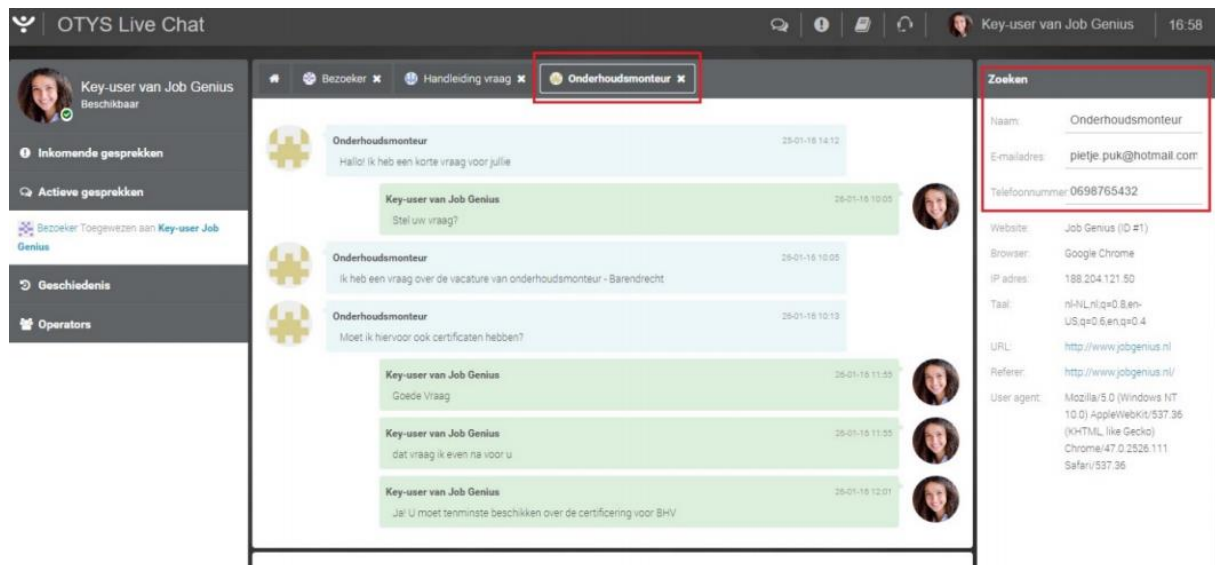 OTYS Live Chat
Key-user van Job Genius
16:58
Key-user van Job Genius
Beschikbaar
Inkomende gesprekken
Actieve gesprekken
Bezoeker Toegewezen aan Key-user Job
Genius
Geschiedenis
Operators
Bezoeker ×
Handleiding vraag ×
Onderhoudsmonteur ×
Onderhoudsmonteur
25-01-16 14:12
Hallo! Ik heb een korte vraag voor jullie
Key-user van Job Genius
26-01-16 10:05
Stel uw vraag?
Onderhoudsmonteur
26-01-16 10:05
Ik heb een vraag over de vacature van onderhoudsmonteur - Barendrecht
Onderhoudsmonteur
26-01-16 10:13
Moet ik hiervoor ook certificaten hebben?
Key-user van Job Genius
26-01-16 11:55
Goede Vraag
Key-user van Job Genius
26-01-16 11:55
dat vraag ik even na voor u
Key-user van Job Genius
26-01-16 12:01
Ja! U moet tenminste beschikken over de certificering voor BHV
Zoeken
Naam: Onderhoudsmonteur
E-mailadres: pietje.puk@hotmail.com
Telefoonnummer: 0698765432
Website: Job Genius (ID #1)
Browser: Google Chrome
IP adres: 188.204.121.50
Taal: nl-NL,nl;q=0.8,en-
US;q=0.6,en;q=0.4
URL: http://www.jobgenius.nl
Referer: http://www.jobgenius.nl/
User agent: Mozilla/5.0 (Windows NT
10.0) AppleWebKit/537.36
(KHTML, like Gecko)
Chrome/47.0.2526.111
Safari/537.36